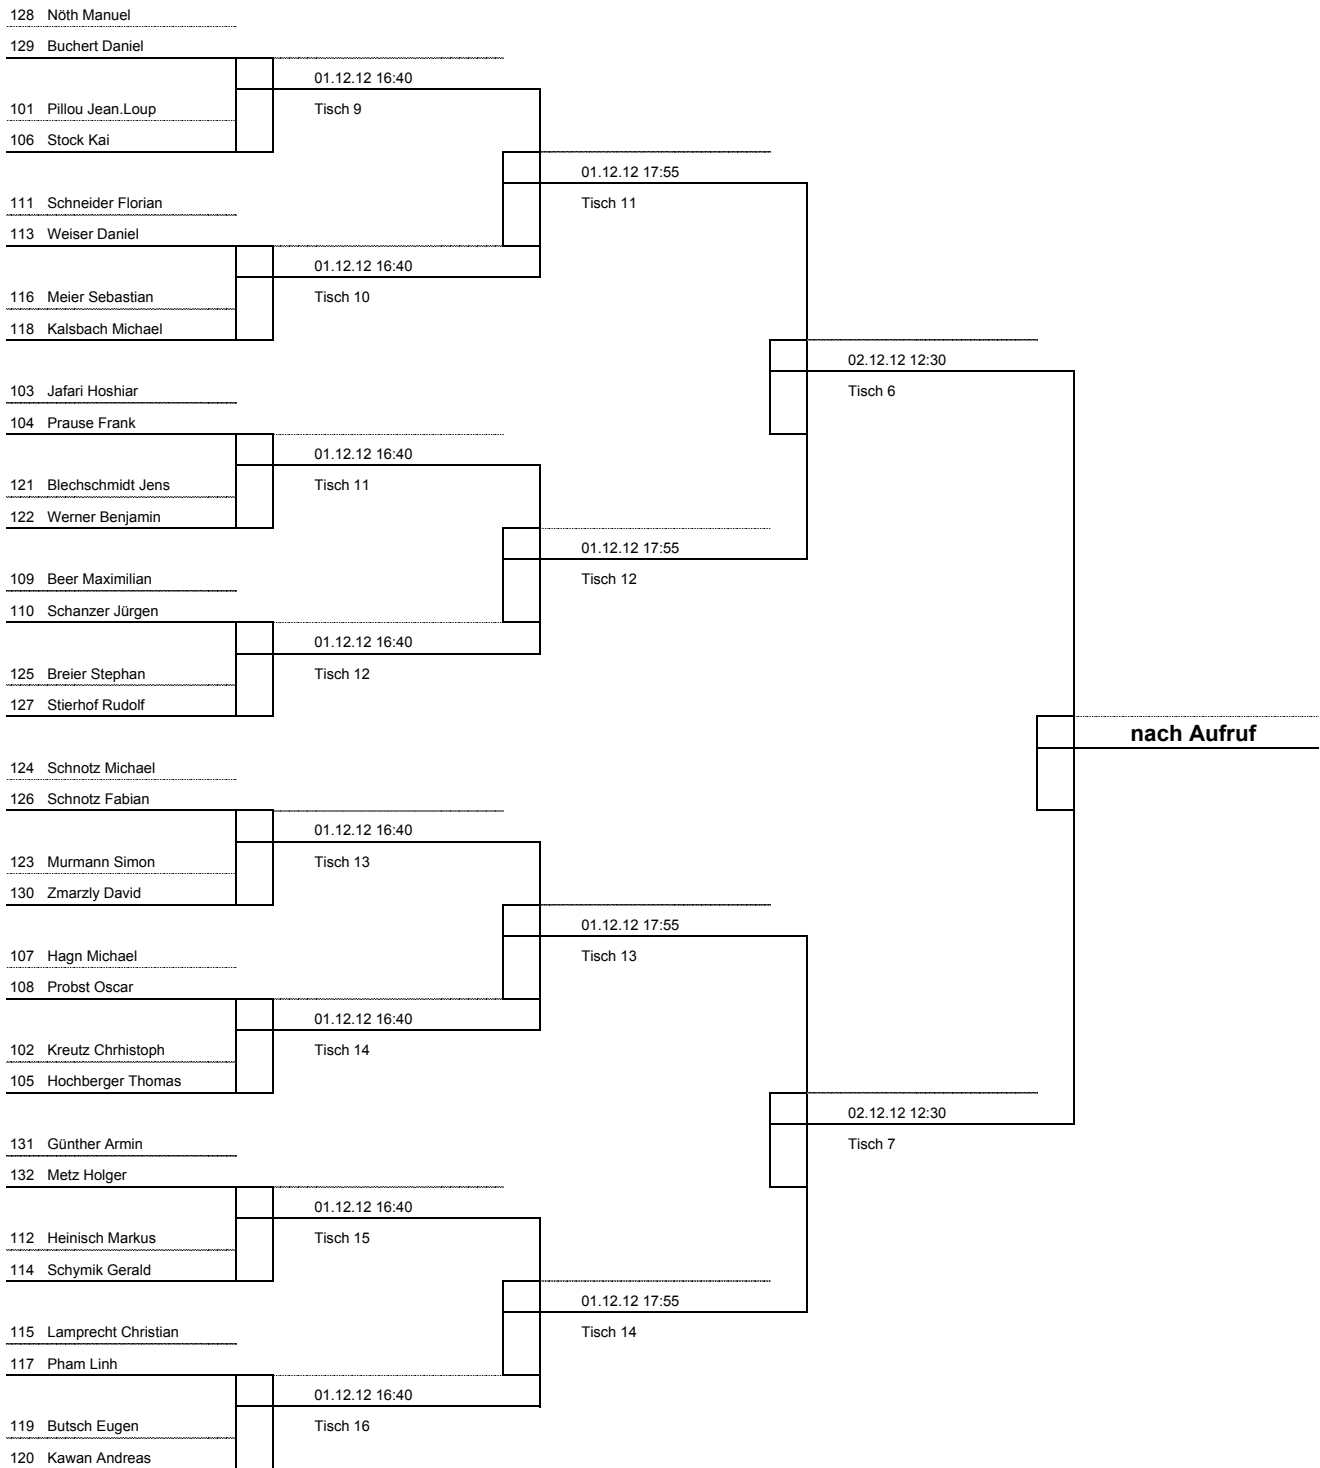 128 Nöth Manuel
129 Buchert Daniel
01.12.12 16:40
101 Pillou Jean.Loup
Tisch 9
106 Stock Kai
01.12.12 17:55
111 Schneider Florian
Tisch 11
113 Weiser Daniel
01.12.12 16:40
116 Meier Sebastian
Tisch 10
118 Kalsbach Michael
02.12.12 12:30
103 Jafari Hoshiar
Tisch 6
104 Prause Frank
01.12.12 16:40
121 Blechschmidt Jens
Tisch 11
122 Werner Benjamin
01.12.12 17:55
109 Beer Maximilian
Tisch 12
110 Schanzer Jürgen
01.12.12 16:40
125 Breier Stephan
Tisch 12
127 Stierhof Rudolf
nach Aufruf
124 Schnotz Michael
126 Schnotz Fabian
01.12.12 16:40
123 Murmann Simon
Tisch 13
130 Zmarzly David
01.12.12 17:55
107 Hagn Michael
Tisch 13
108 Probst Oscar
01.12.12 16:40
102 Kreutz Chrhistoph
Tisch 14
105 Hochberger Thomas
02.12.12 12:30
131 Günther Armin
Tisch 7
132 Metz Holger
01.12.12 16:40
112 Heinisch Markus
Tisch 15
114 Schymik Gerald
01.12.12 17:55
115 Lamprecht Christian
Tisch 14
117 Pham Linh
01.12.12 16:40
119 Butsch Eugen
Tisch 16
120 Kawan Andreas